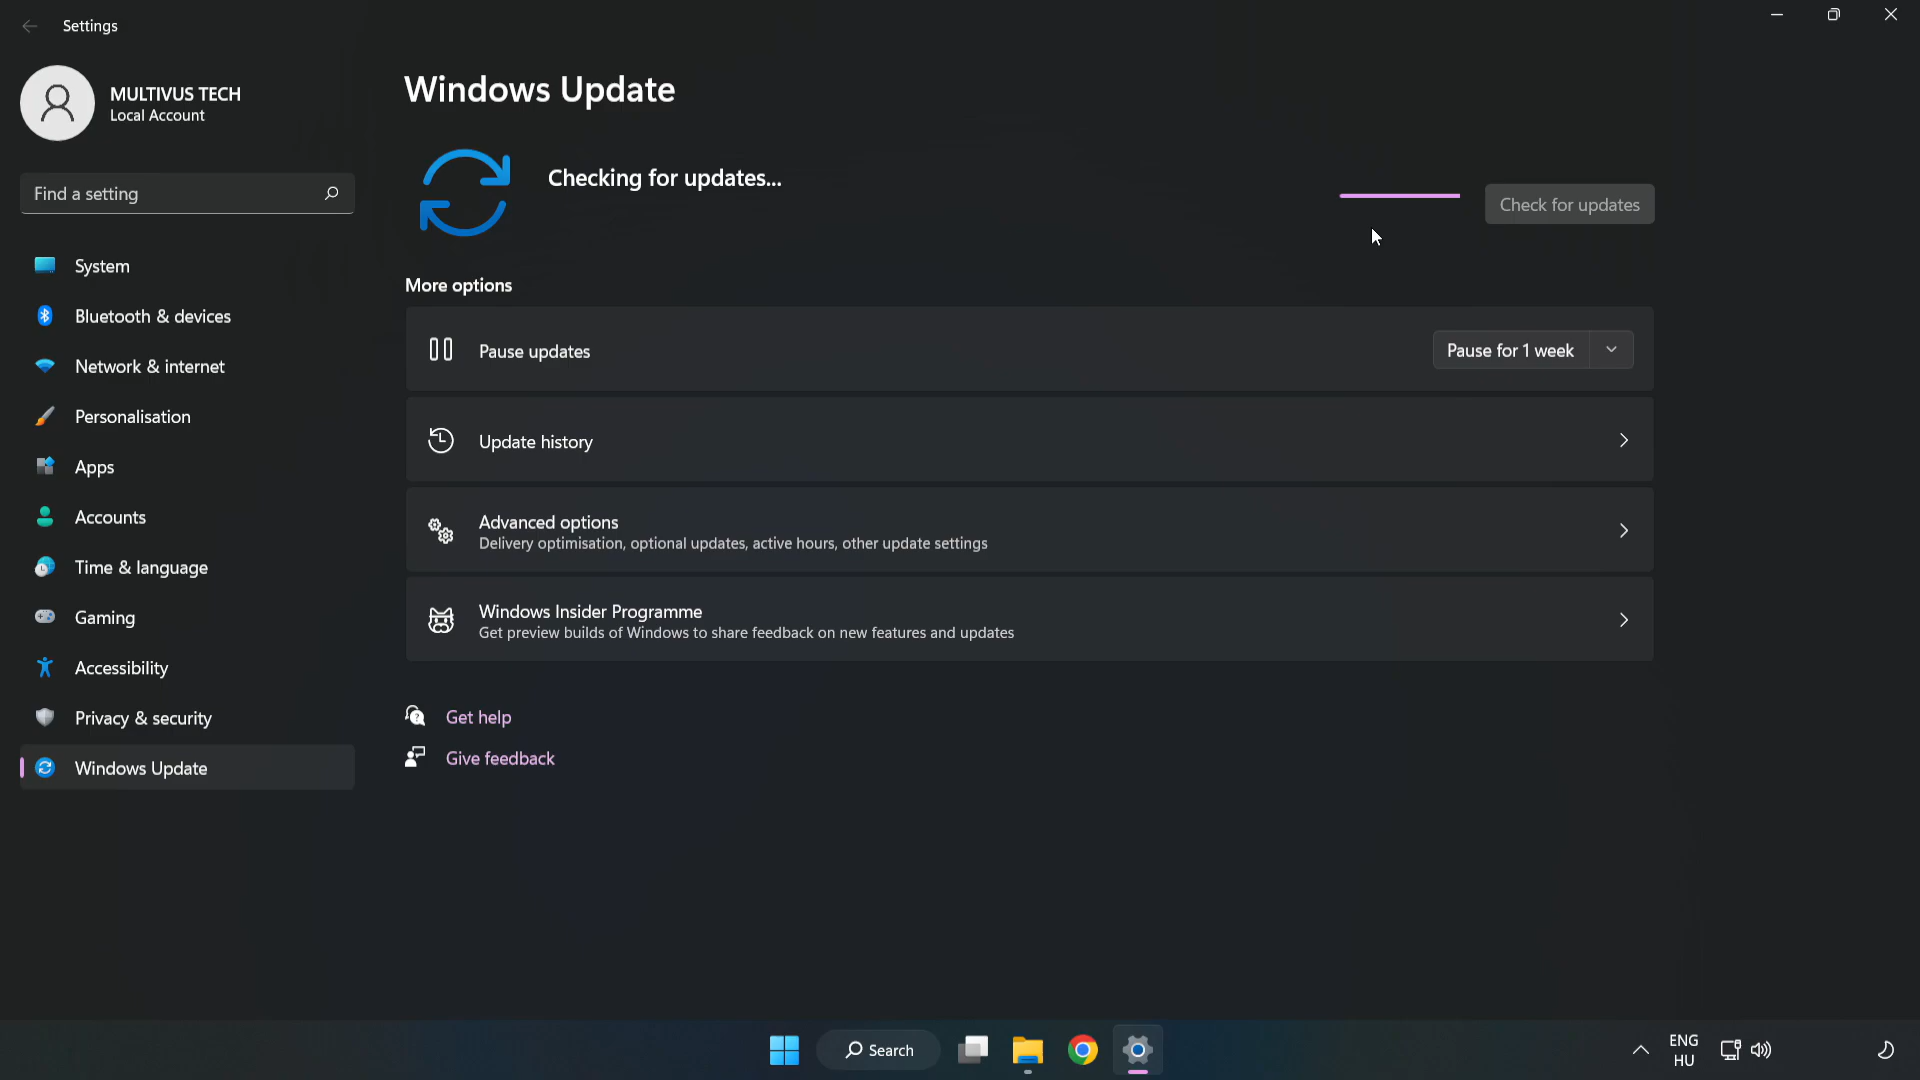 Settings
MULTIVUS TECH
Local Account
Find a setting
System
Bluetooth & devices
Network & internet
Personalisation
Apps
Accounts
Time & language
Gaming
Accessibility
Privacy & security
Windows Update
Windows Update
Checking for updates...
Check for updates
More options
Pause updates
Pause for 1 week
Update history
Advanced options
Delivery optimisation, optional updates, active hours, other update settings
Windows Insider Programme
Get preview builds of Windows to share feedback on new features and updates
Get help
Give feedback
Search
ENG
HU